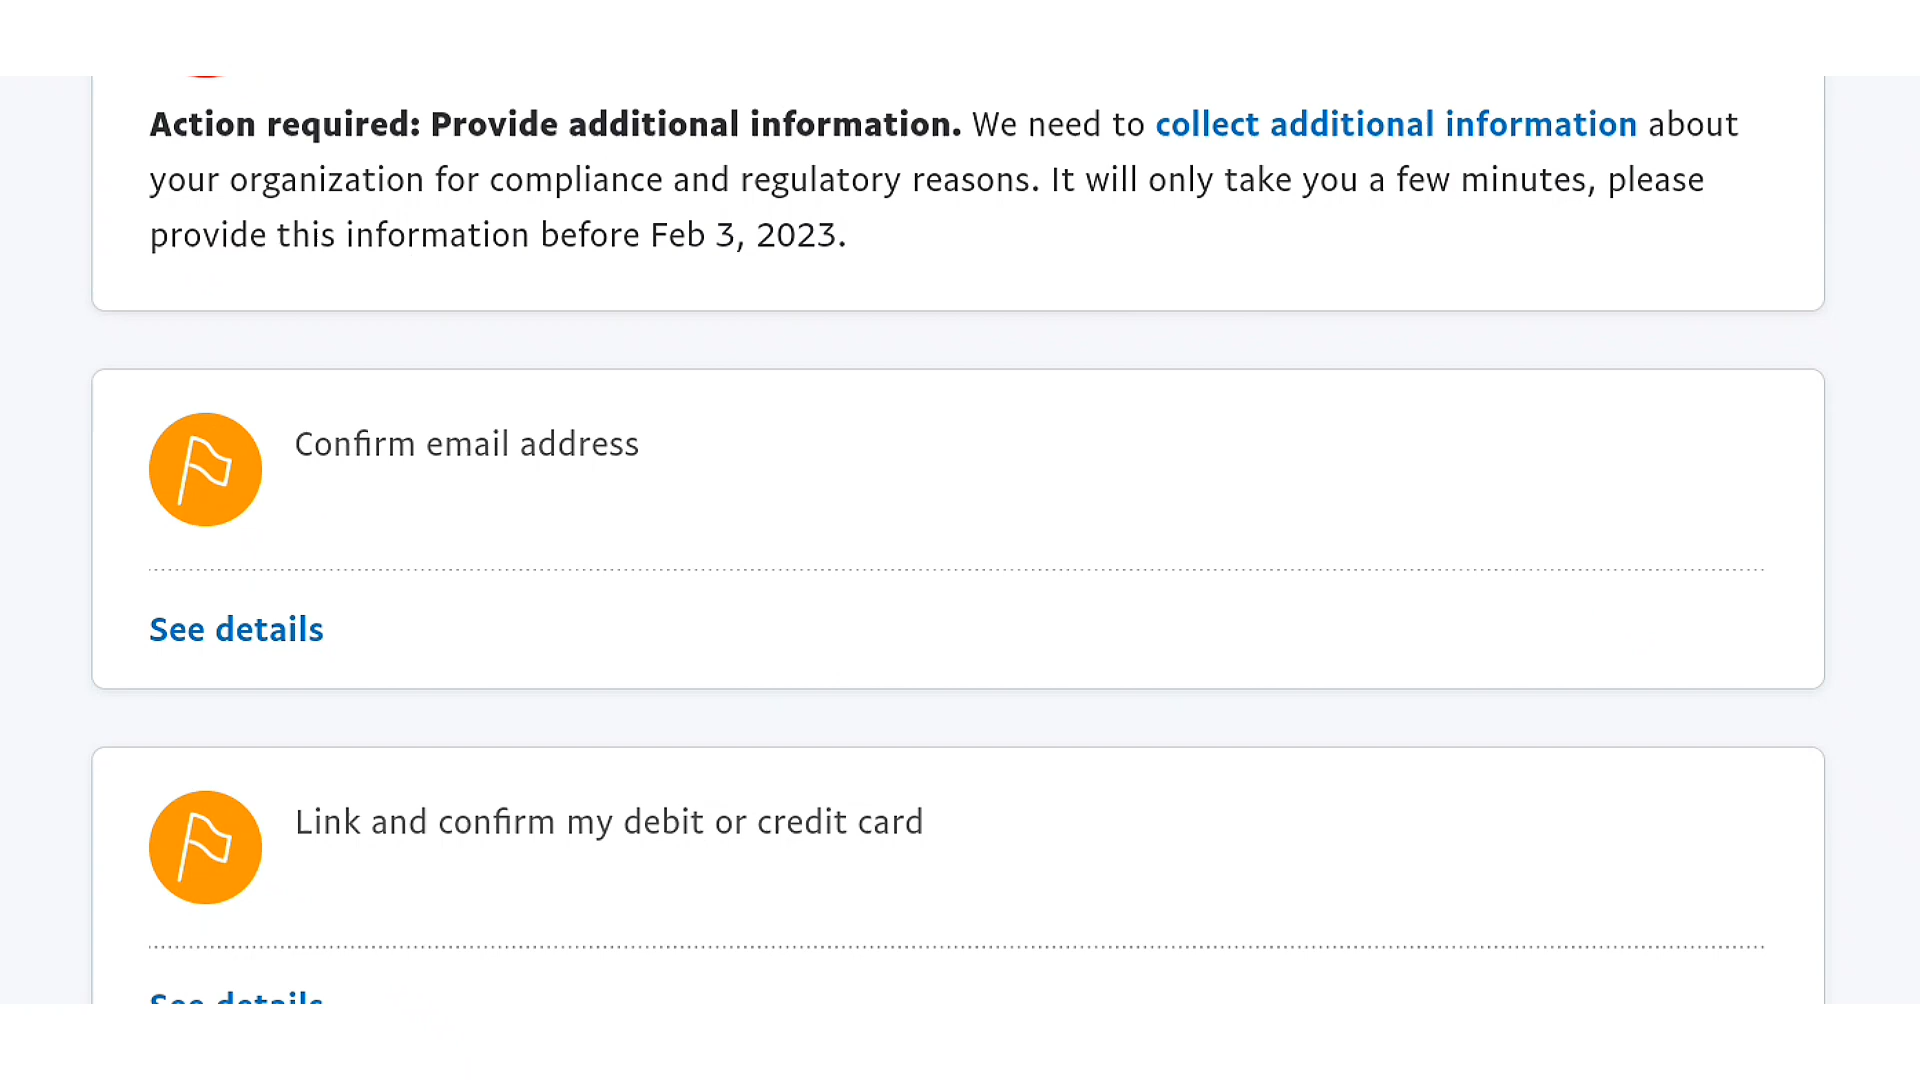 Action required: Provide additional information. We need to collect additional information about
your organization for compliance and regulatory reasons. It will only take you a few minutes, please
provide this information before Feb 3, 2023.
Confirm email address
See details
Link and confirm my debit or credit card
See details